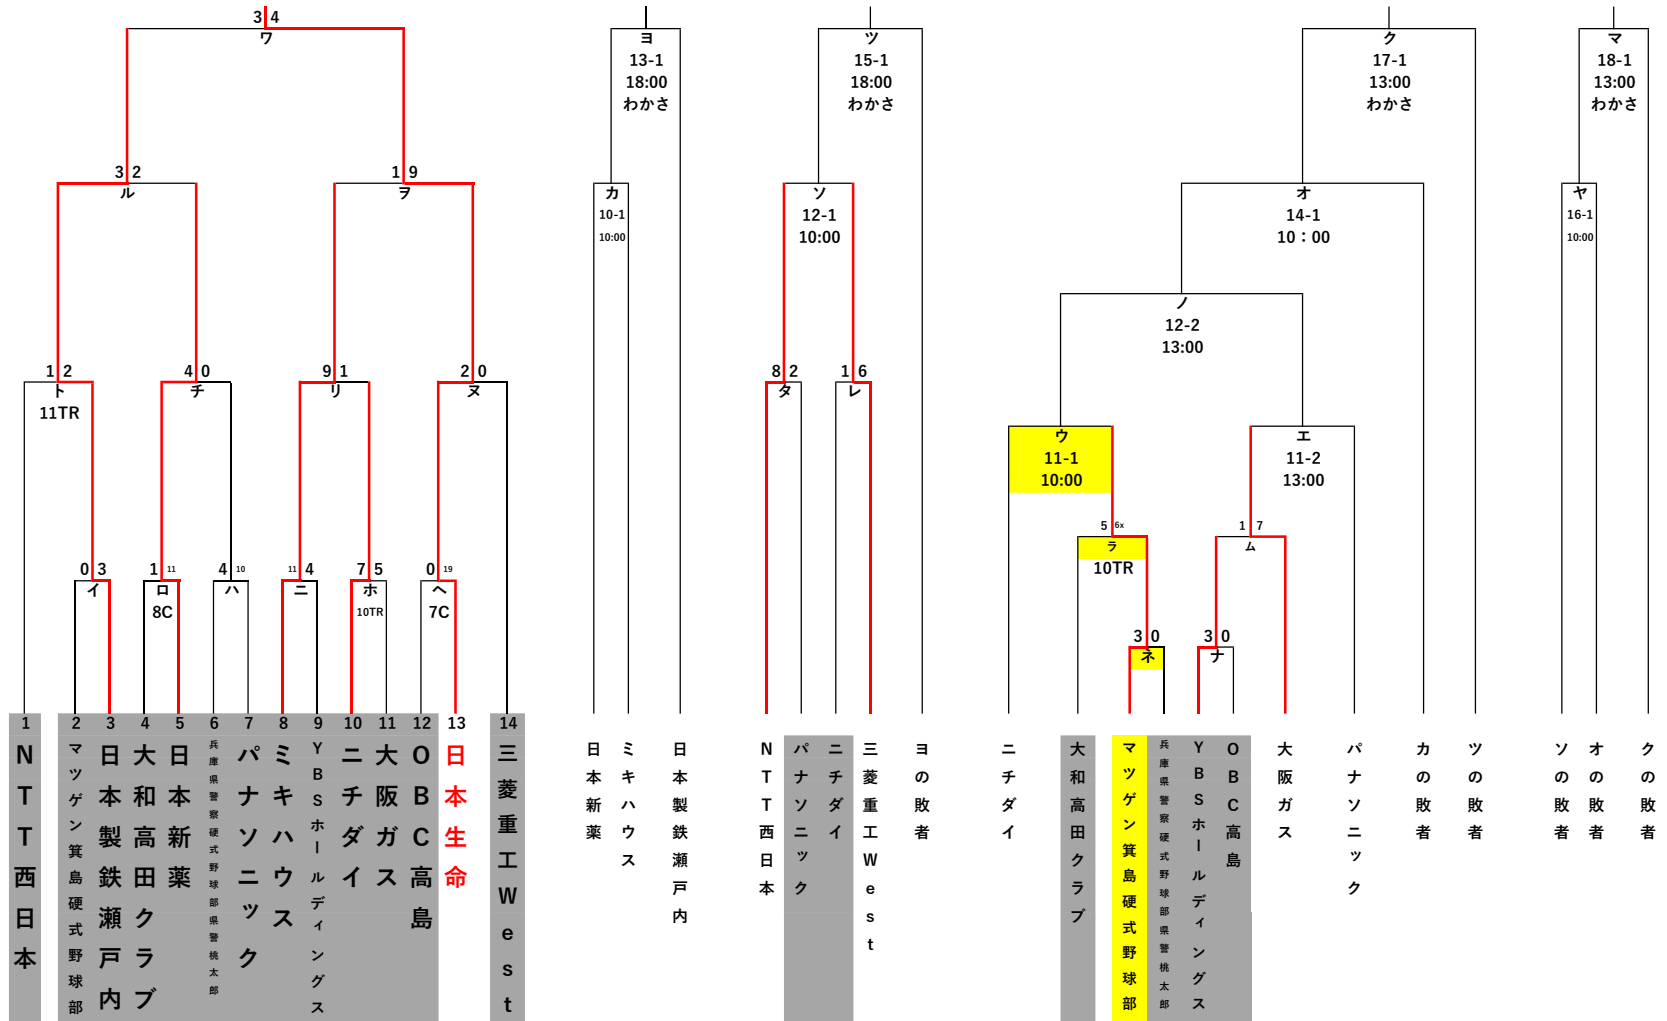 3 4
ワ
3 2
ル
1 9
ヲ
1 2
ト
11TR
4 0
チ
9 1
リ
2 0
ヌ
0 3
イ
1 11
ロ
8C
4 10
ハ
11 4
ニ
7 5
ホ
10TR
0 19
ヘ
7C
1
NTT西日本
2
マツゲン箕島硬式野球部
3
日本製鉄瀬戸内
4
大和高田クラブ
5
日本新薬
6
兵庫県警察硬式野球部県警桃太郎
7
パナソニック
8
ミキハウス
9
YBSホールディングス
10
ニチダイ
11
大阪ガス
12
OBC高島
13
日本生命
14
三菱重工West
ヨ
13-1
18:00
わかさ
カ
10-1
10:00
日本新薬
ミキハウス
日本製鉄瀬戸内
ツ
15-1
18:00
わかさ
ソ
12-1
10:00
8 2
タ
1 6
レ
NTT西日本
パナソニック
ニチダイ
三菱重工West
ヨの敗者
ク
17-1
13:00
わかさ
オ
14-1
10：00
ノ
12-2
13:00
ウ
11-1
10:00
エ
11-2
13:00
5 6x
ラ
10TR
1 7
ム
3 0
ネ
3 0
ナ
ニチダイ
大和高田クラブ
マツゲン箕島硬式野球部
兵庫県警察硬式野球部県警桃太郎
YBSホールディングス
OBC高島
大阪ガス
パナソニック
カの敗者
ツの敗者
マ
18-1
13:00
わかさ
ヤ
16-1
10:00
ソの敗者
オの敗者
クの敗者